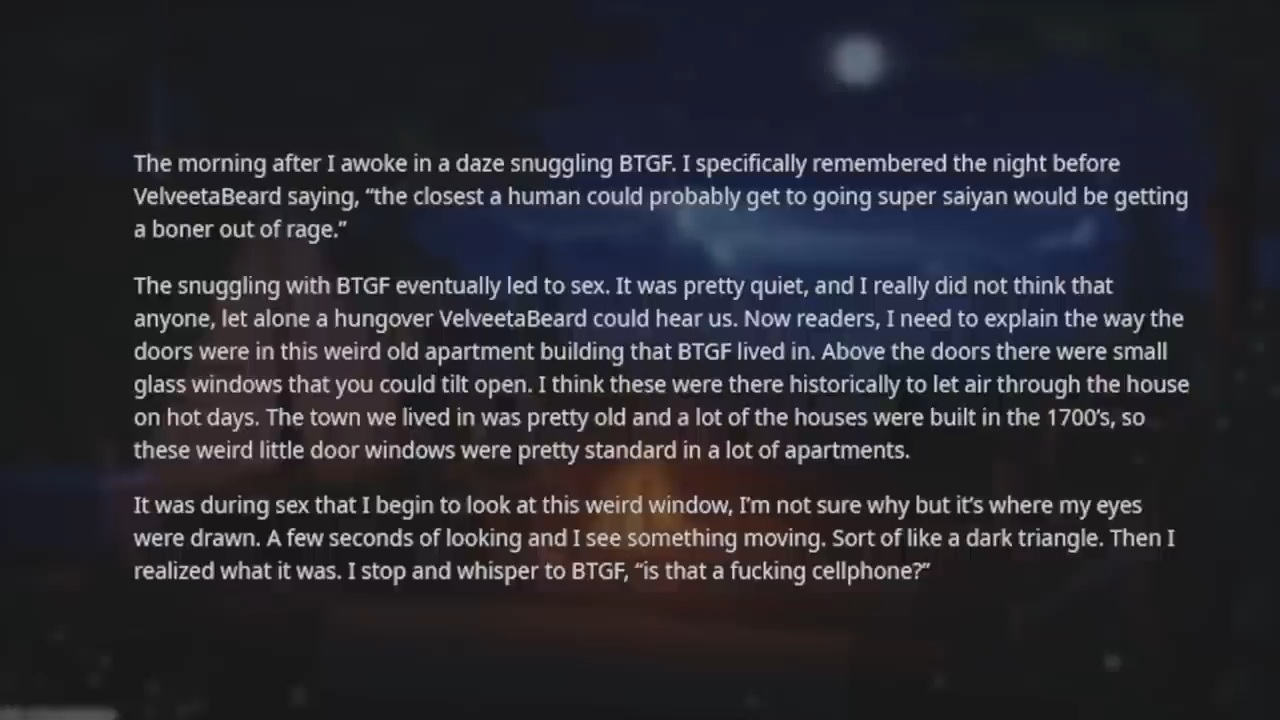 The morning after I awoke in a daze snuggling BTGF. I specifically remembered the night before
VelveetaBeard saying, “the closest a human could probably get to going super saiyan would be getting
a boner out of rage.”
The snuggling with BTGF eventually led to sex. It was pretty quiet, and I really did not think that
anyone, let alone a hungover VelveetaBeard could hear us. Now readers, I need to explain the way the
doors were in this weird old apartment building that BTGF lived in. Above the doors there were small
glass windows that you could tilt open. I think these were there historically to let air through the house
on hot days. The town we lived in was pretty old and a lot of the houses were built in the 1700’s, so
these weird little door windows were pretty standard in a lot of apartments.
It was during sex that I begin to look at this weird window, I’m not sure why but it’s where my eyes
were drawn. A few seconds of looking and I see something moving. Sort of like a dark triangle. Then I
realized what it was. I stop and whisper to BTGF, “is that a fucking cellphone?”